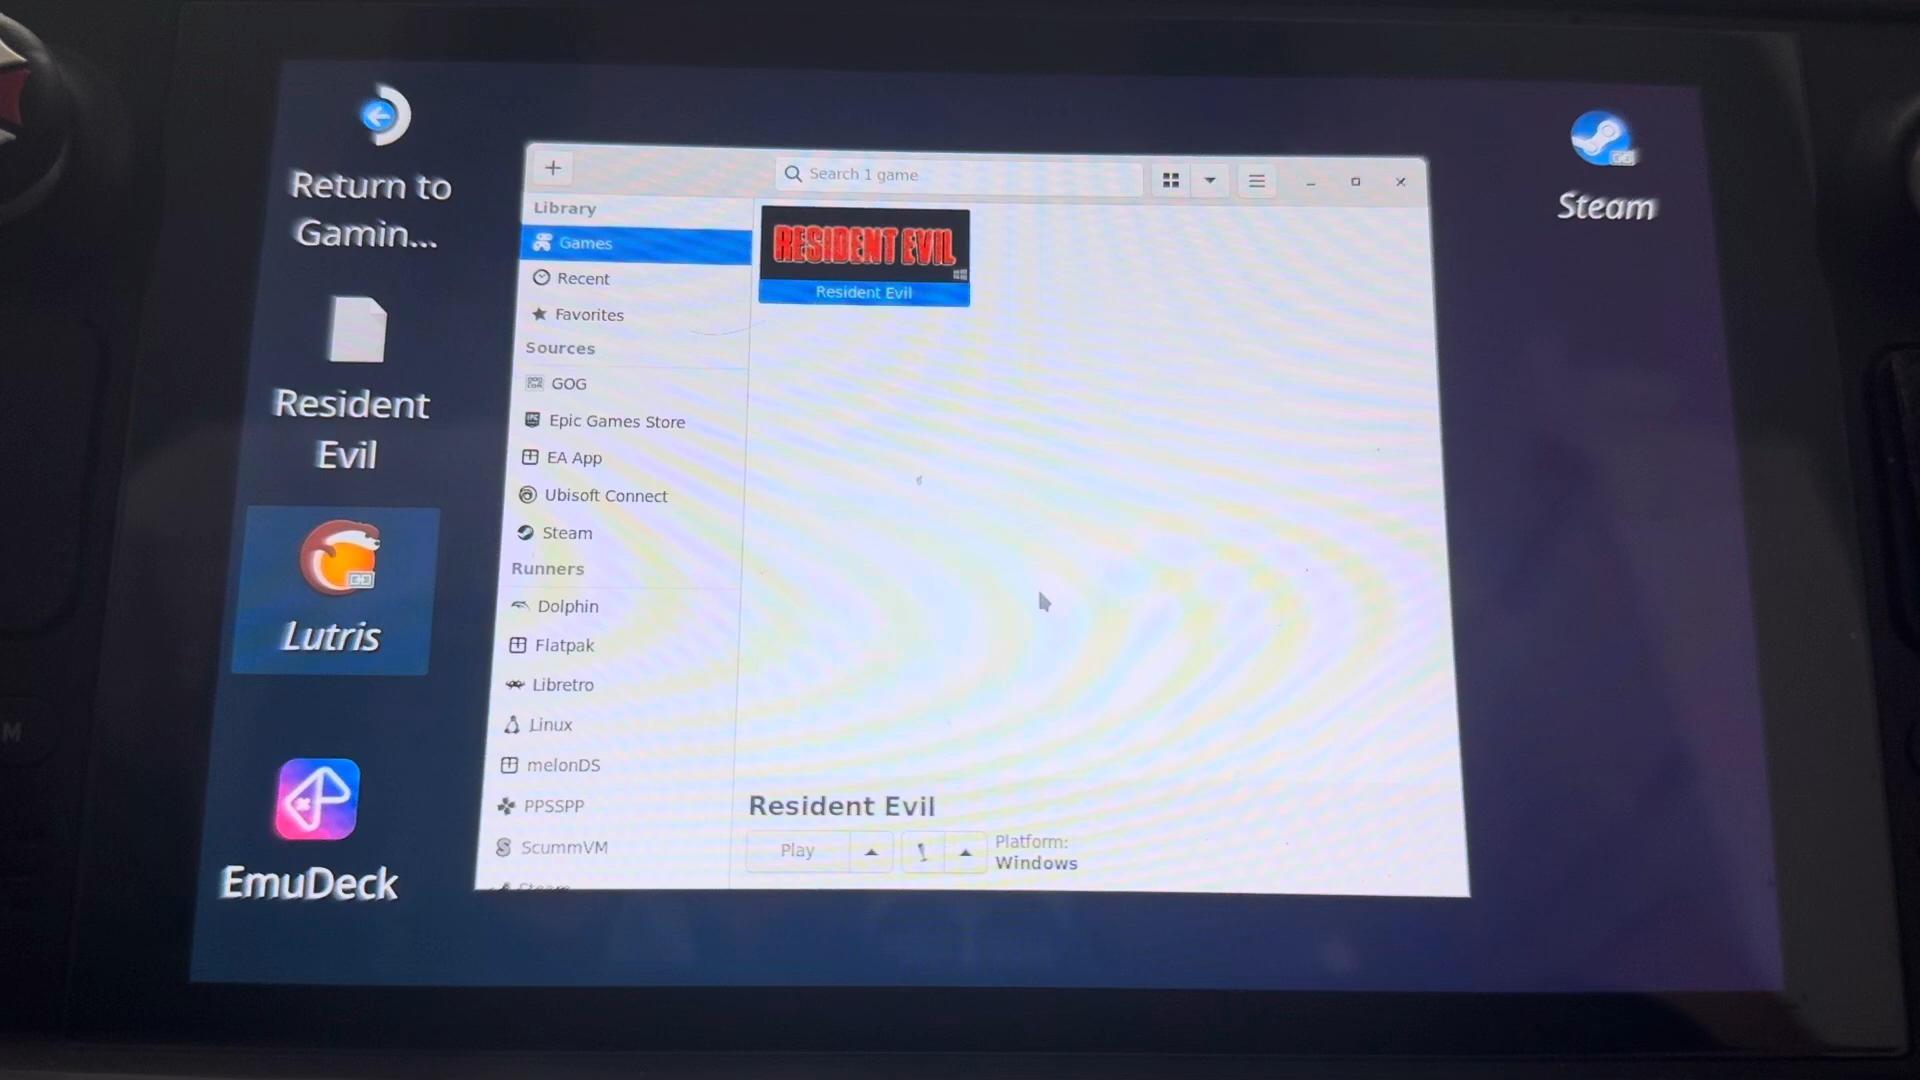 Return to
Gamin...
Resident
Evil
Lutris
EmuDeck
Steam
Search 1 game
Library
Games
Recent
Favorites
Sources
GOG
Epic Games Store
EA App
Ubisoft Connect
Steam
Runners
Dolphin
Flatpak
Libretro
Linux
melonDS
PPSSPP
ScummVM
RESIDENT EVIL
Resident Evil
Resident Evil
Play
Platform:
Windows
M